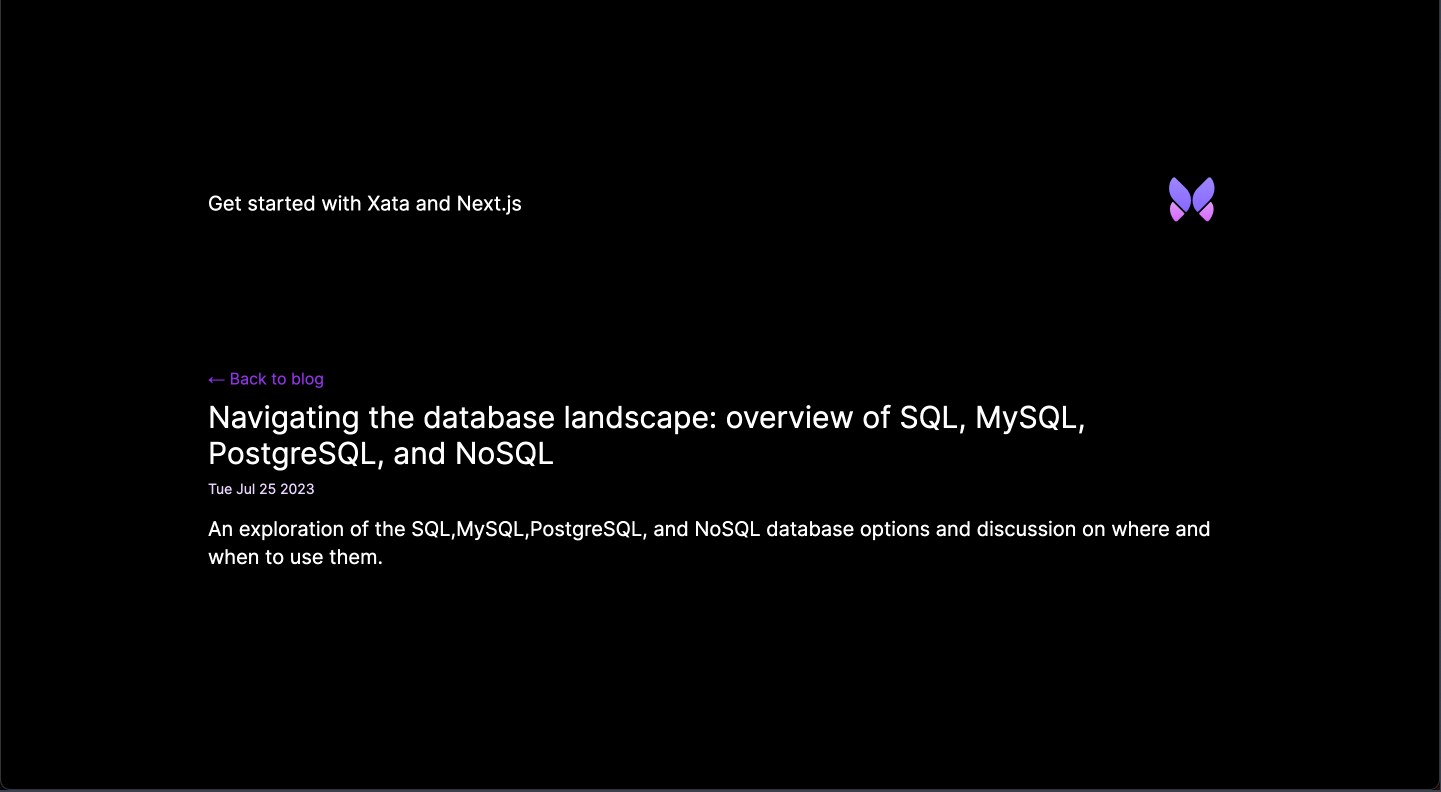 Get started with Xata and Next.js
← Back to blog
Navigating the database landscape: overview of SQL, MySQL,
PostgreSQL, and NoSQL
Tue Jul 25 2023
An exploration of the SQL,MySQL,PostgreSQL, and NoSQL database options and discussion on where and
when to use them.